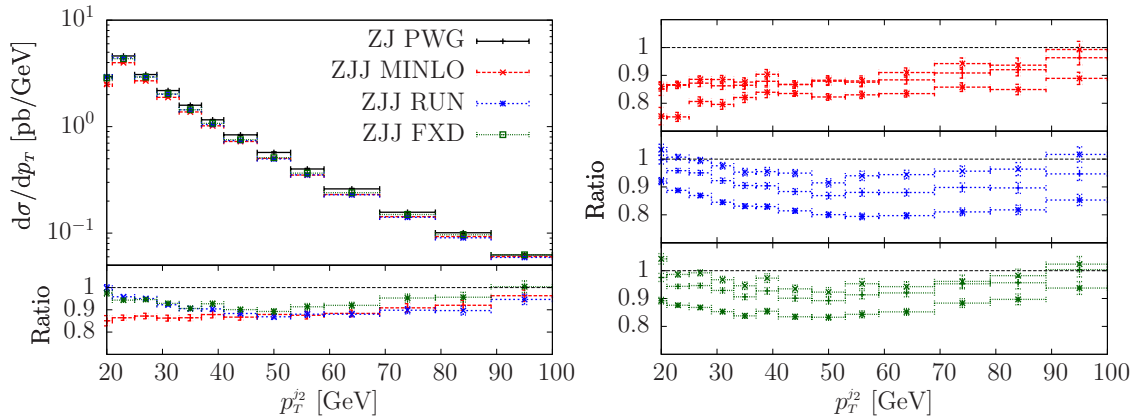 dσ/dp_T [pb/GeV]
10^1
10^0
10^−1
ZJ PWG
ZJJ MINLO
ZJJ RUN
ZJJ FXD
Ratio
1
0.9
0.8
20 30 40 50 60 70 80 90 100
p_T^{j2} [GeV]
1
0.9
0.8
Ratio
1
0.9
0.8
1
0.9
0.8
20 30 40 50 60 70 80 90 100
p_T^{j2} [GeV]